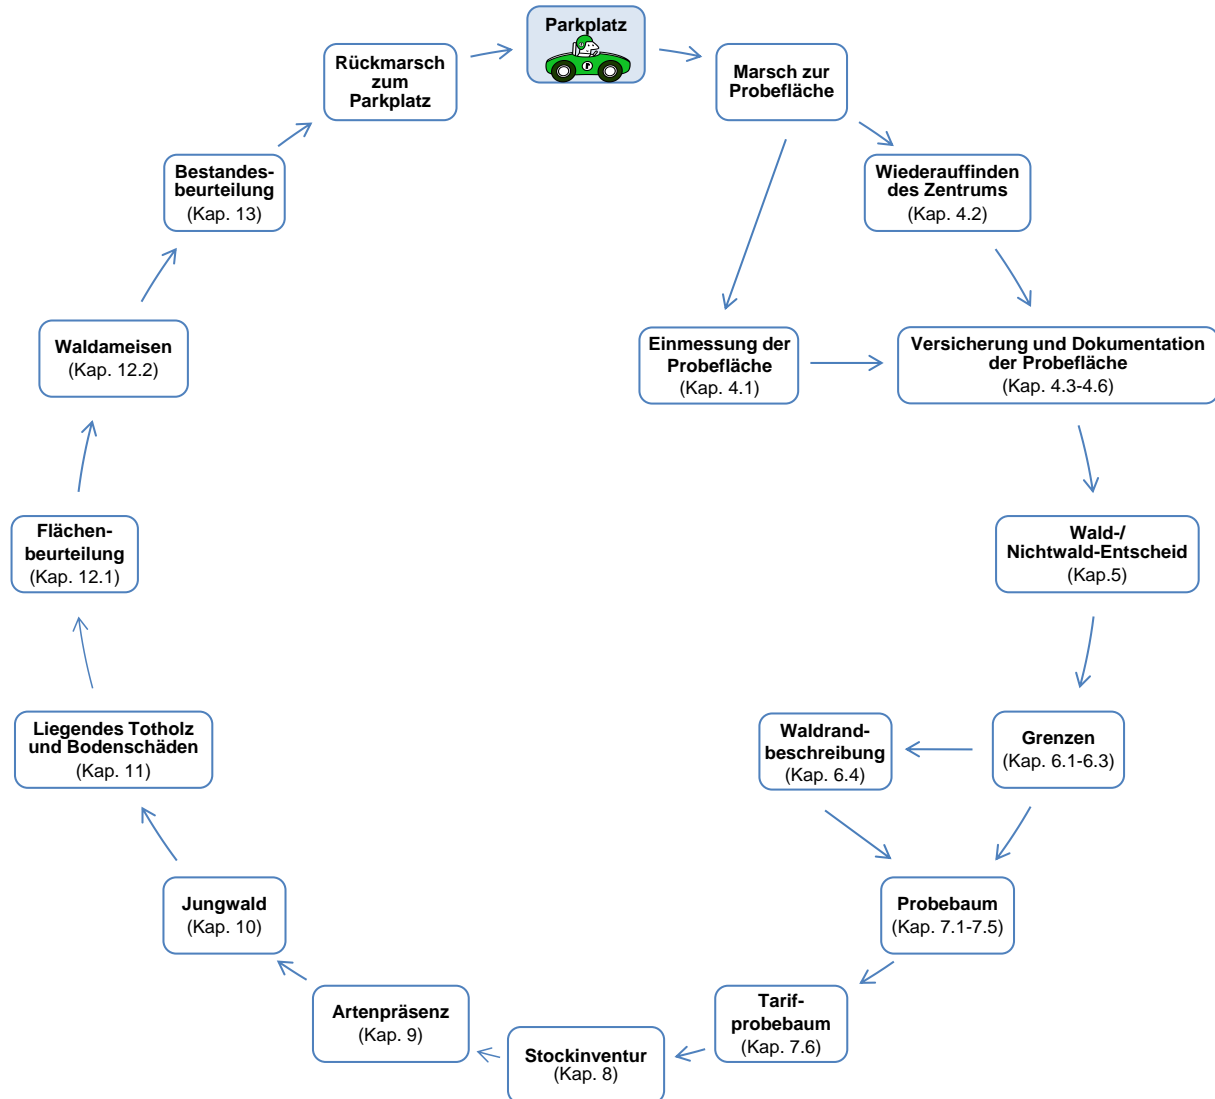 Parkplatz
Marsch zur
Probefläche
Wiederauffinden
des Zentrums
(Kap. 4.2)
Einmessung der
Probefläche
(Kap. 4.1)
Versicherung und Dokumentation
der Probefläche
(Kap. 4.3-4.6)
Wald-/
Nichtwald-Entscheid
(Kap.5)
Grenzen
(Kap. 6.1-6.3)
Waldrand-
beschreibung
(Kap. 6.4)
Probebaum
(Kap. 7.1-7.5)
Tarif-
probebaum
(Kap. 7.6)
Stockinventur
(Kap. 8)
Artenpräsenz
(Kap. 9)
Jungwald
(Kap. 10)
Liegendes Totholz
und Bodenschäden
(Kap. 11)
Flächen-
beurteilung
(Kap. 12.1)
Waldameisen
(Kap. 12.2)
Bestandes-
beurteilung
(Kap. 13)
Rückmarsch
zum
Parkplatz